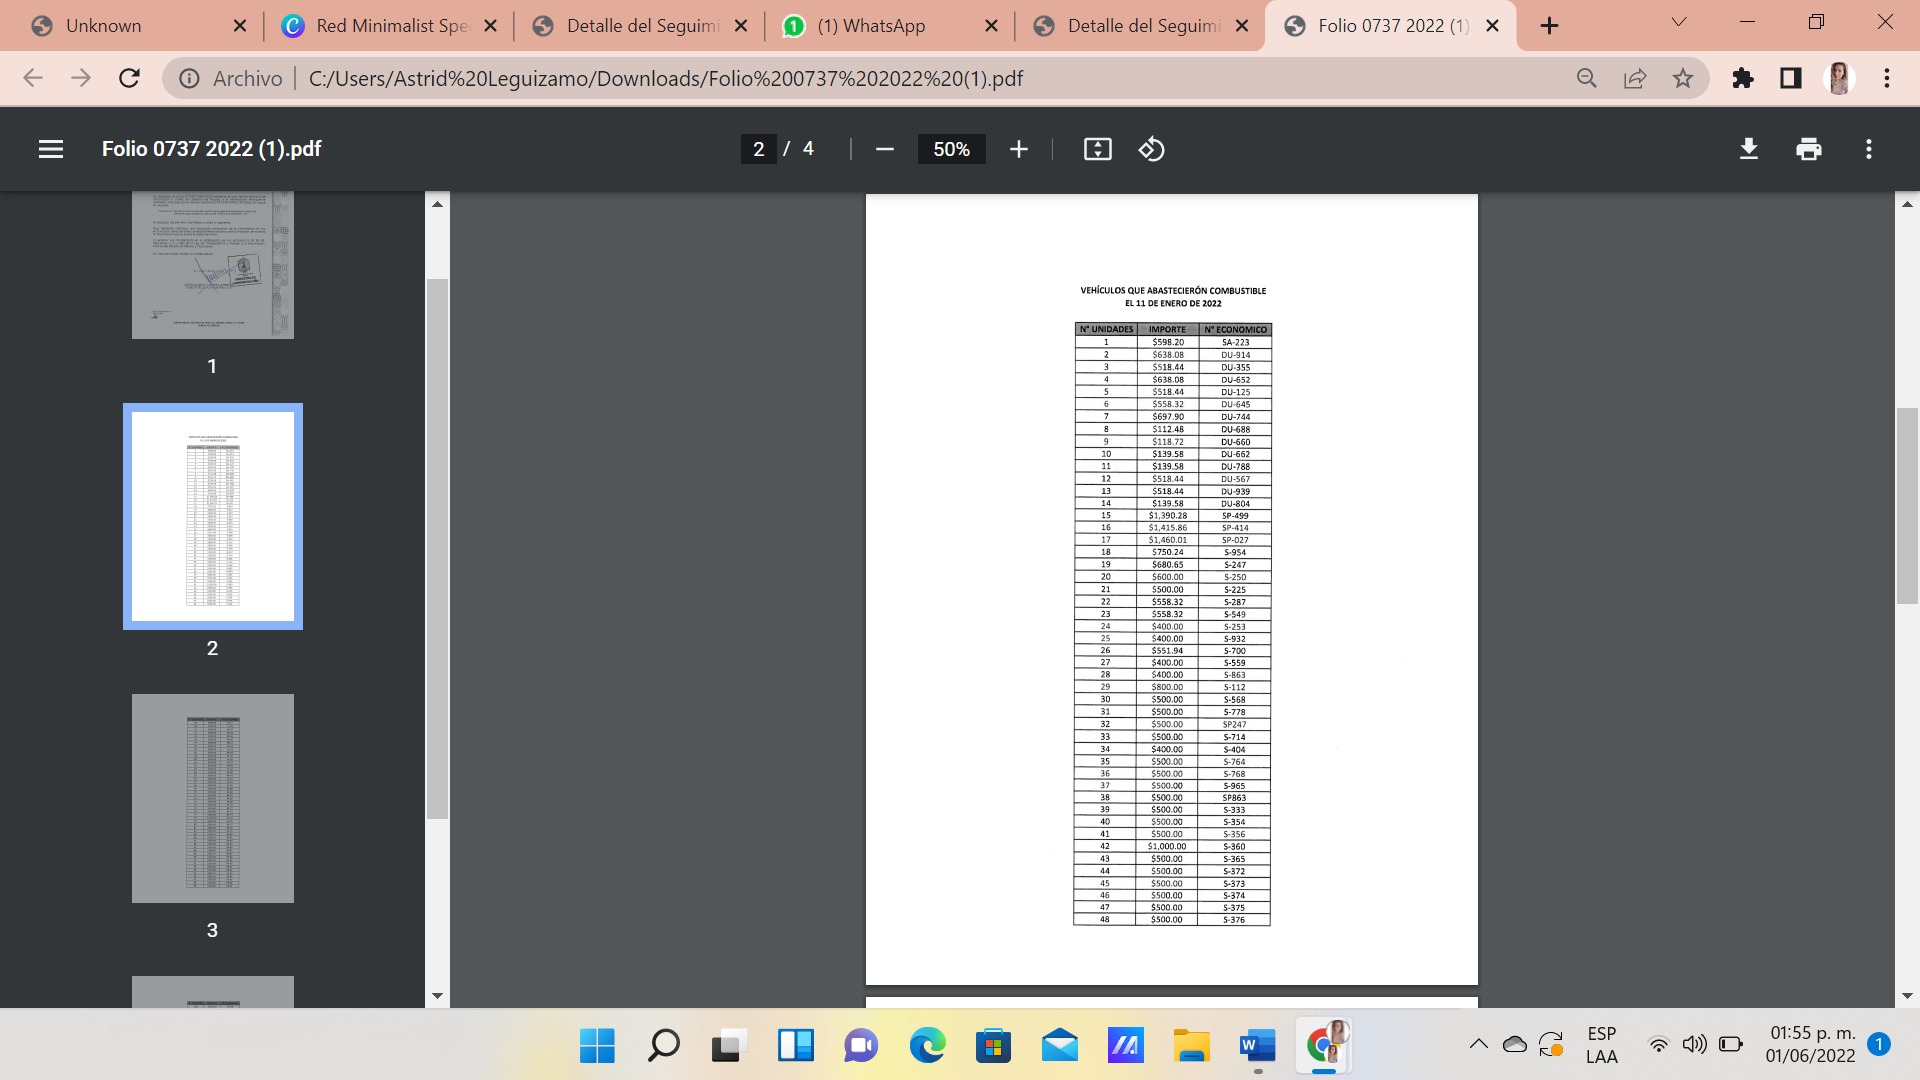 Unknown
Red Minimalist Spe
Detalle del Seguimi
(1) WhatsApp
Detalle del Seguimi
Folio 0737 2022 (1)
Archivo
C:/Users/Astrid%20Leguizamo/Downloads/Folio%200737%202022%20(1).pdf
Folio 0737 2022 (1).pdf
2 / 4
50%
1
2
3
VEHÍCULOS QUE ABASTECIERÓN COMBUSTIBLE
EL 11 DE ENERO DE 2022
N° UNIDADES IMPORTE N° ECONOMICO
1 $598.20 SA-223
2 $638.08 DU-914
3 $518.44 DU-355
4 $638.08 DU-652
5 $518.44 DU-125
6 $558.32 DU-645
7 $697.90 DU-744
8 $112.48 DU-688
9 $118.72 DU-660
10 $139.58 DU-662
11 $139.58 DU-788
12 $518.44 DU-567
13 $518.44 DU-939
14 $139.58 DU-804
15 $1,390.28 SP-499
16 $1,415.86 SP-414
17 $1,460.01 SP-027
18 $750.24 S-954
19 $680.65 S-247
20 $600.00 S-250
21 $500.00 S-225
22 $558.32 S-287
23 $558.32 S-549
24 $400.00 S-253
25 $400.00 S-932
26 $551.94 S-700
27 $400.00 S-559
28 $400.00 S-863
29 $800.00 S-112
30 $500.00 S-568
31 $500.00 S-778
32 $500.00 SP247
33 $500.00 S-714
34 $400.00 S-404
35 $500.00 S-764
36 $500.00 S-768
37 $500.00 S-965
38 $500.00 SP863
39 $500.00 S-333
40 $500.00 S-354
41 $500.00 S-356
42 $1,000.00 S-360
43 $500.00 S-365
44 $500.00 S-372
45 $500.00 S-373
46 $500.00 S-374
47 $500.00 S-375
48 $500.00 S-376
ESP
LAA
01:55 p. m.
01/06/2022
1